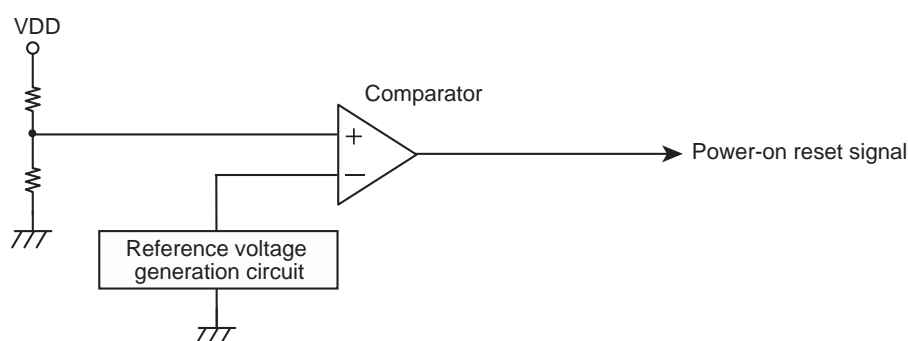 VDD
Comparator
+
−
Power-on reset signal
Reference voltage
generation circuit